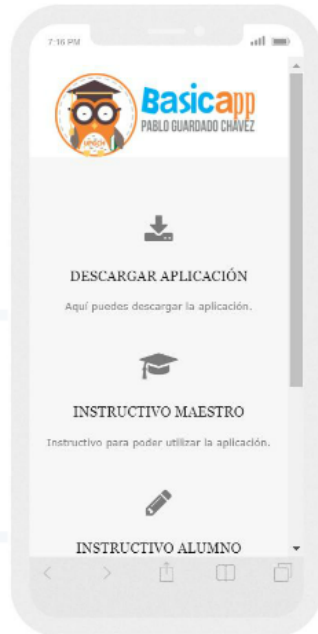 7:16 PM
Basicapp
PABLO GUARDADO CHÁVEZ
DESCARGAR APLICACIÓN
Aquí puedes descargar la aplicación.
INSTRUCTIVO MAESTRO
Instructivo para poder utilizar la aplicación.
INSTRUCTIVO ALUMNO